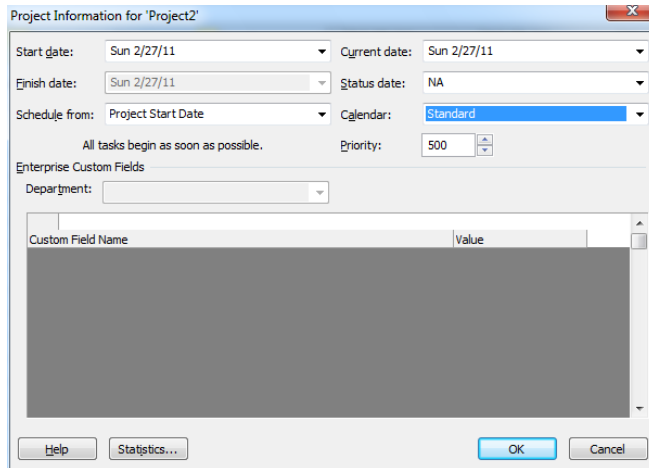 Project Information for 'Project2'
Start date: Sun 2/27/11 Current date: Sun 2/27/11
Finish date: Sun 2/27/11 Status date: NA
Schedule from: Project Start Date Calendar: Standard
All tasks begin as soon as possible. Priority: 500
Enterprise Custom Fields
Department:
Custom Field Name Value
Help Statistics... OK Cancel